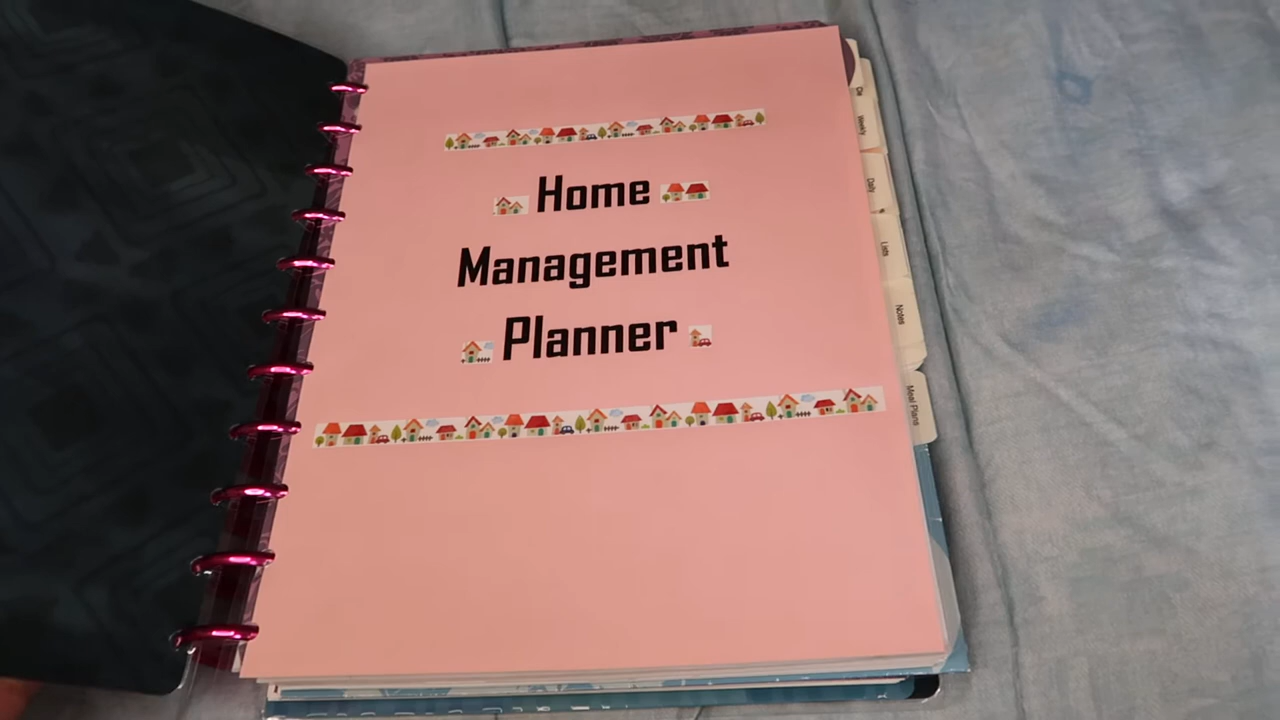 Home
Management
Planner
Weekly
Daily
Lists
Notes
Meal Plans